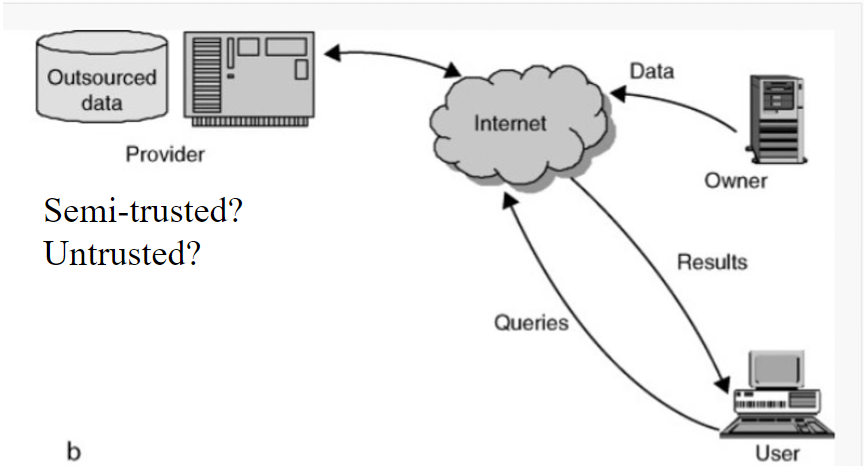 Outsourced
data
Provider
Semi-trusted?
Untrusted?
Internet
Data
Owner
Results
Queries
User
b